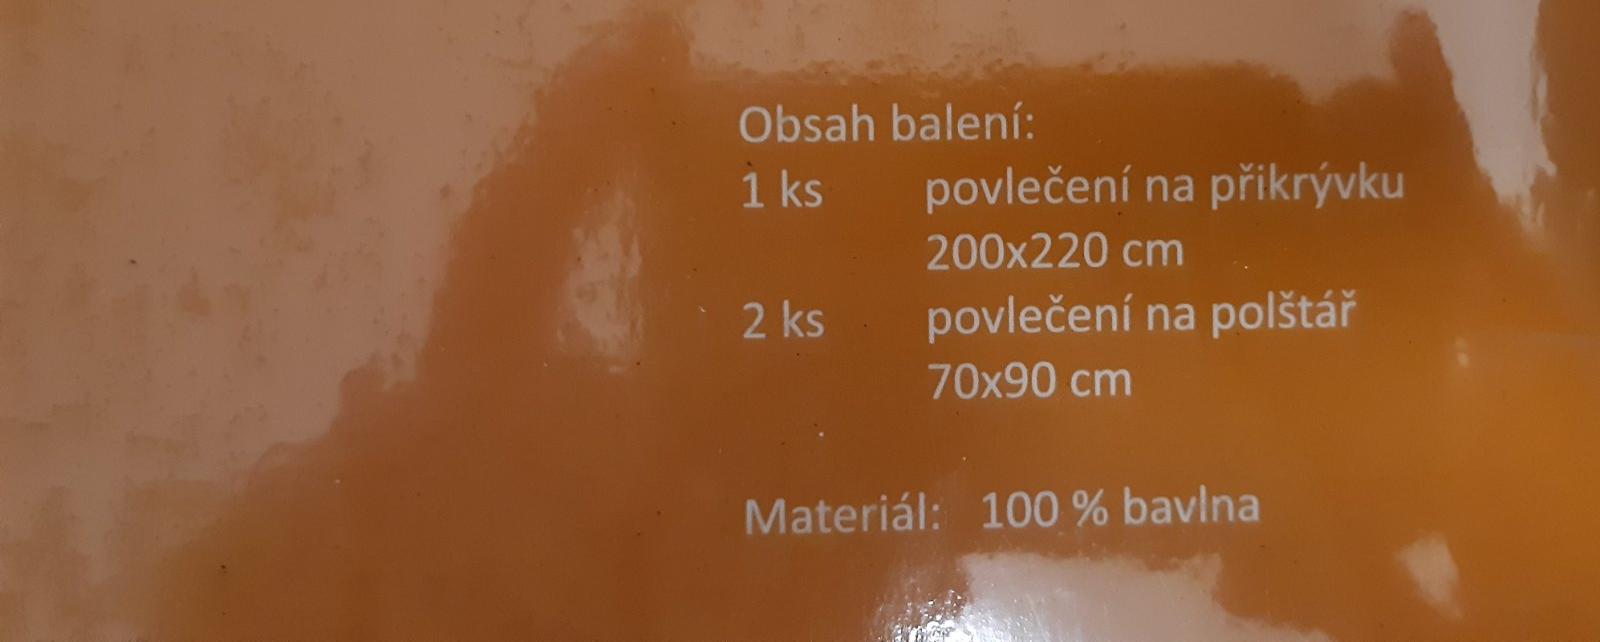 Obsah balení:
1 ks povlečení na přikrývku
200x220 cm
2 ks povlečení na polštář
70x90 cm
Materiál: 100 % bavlna